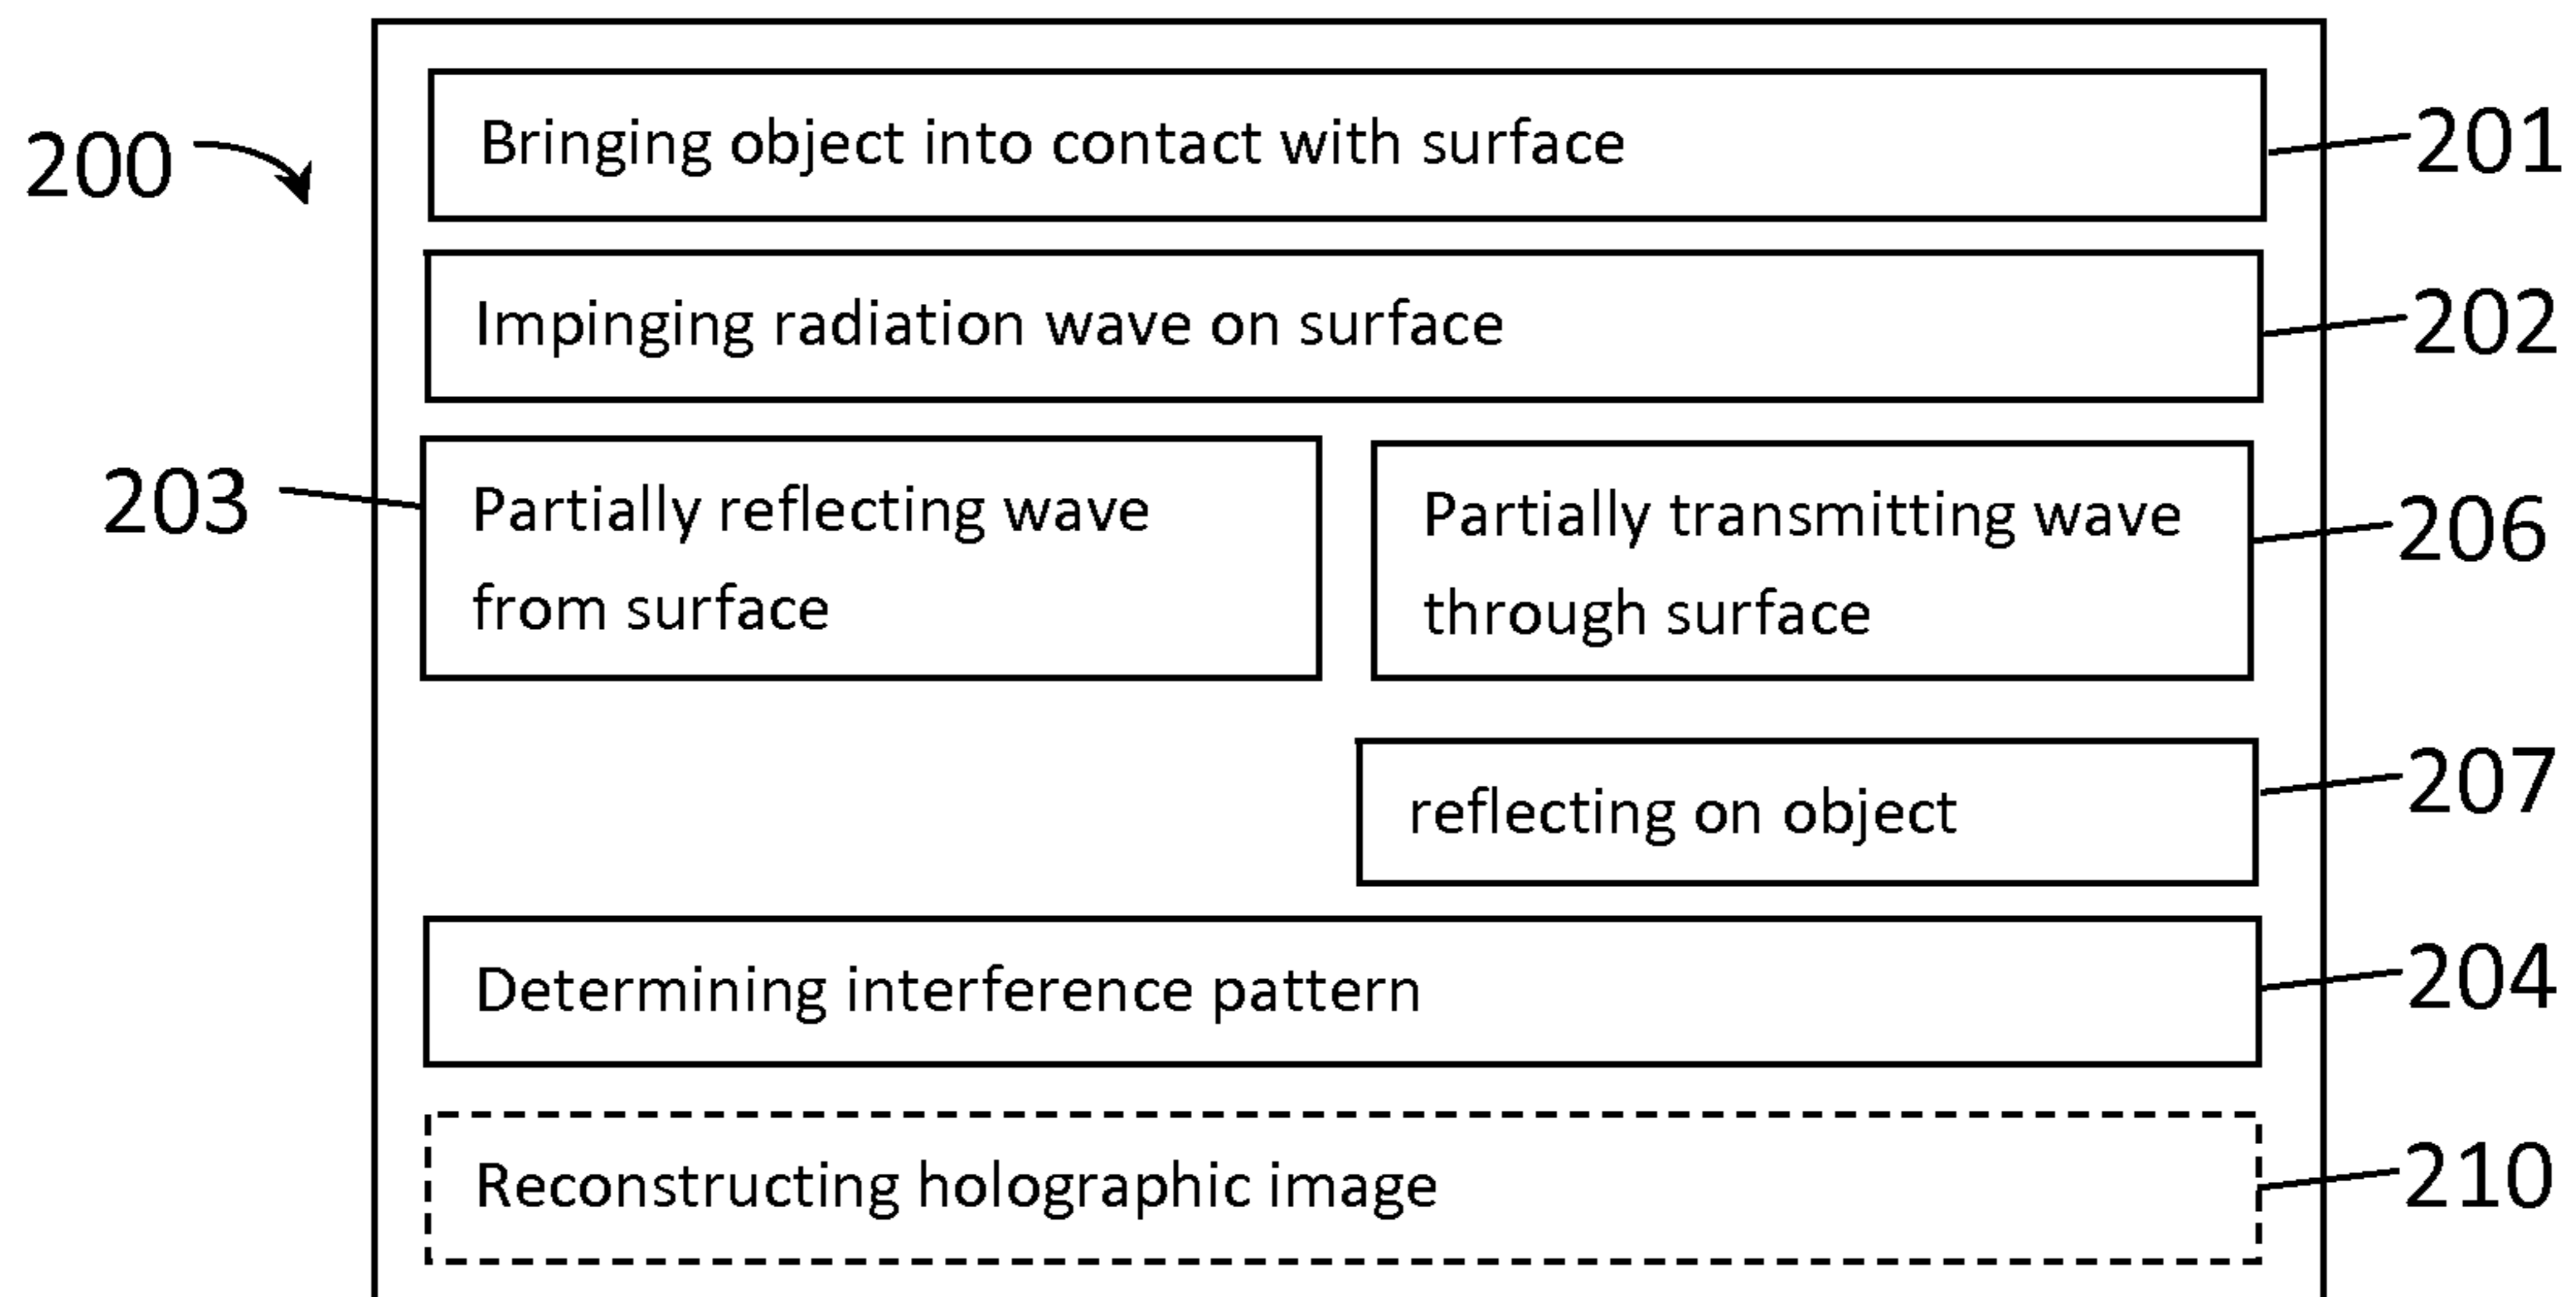 200
Bringing object into contact with surface
201
Impinging radiation wave on surface
202
203
Partially reflecting wave
from surface
Partially transmitting wave
through surface
206
reflecting on object
207
Determining interference pattern
204
Reconstructing holographic image
210